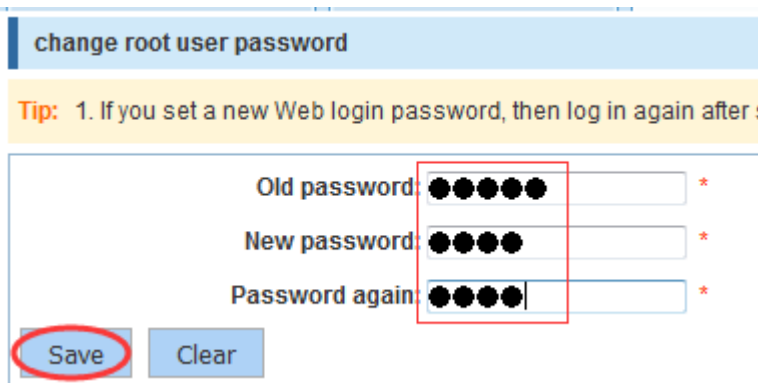 change root user password
Tip: 1. If you set a new Web login password, then log in again after
Old password: ●●●●● *
New password: ●●●● *
Password again: ●●●● *
Save Clear